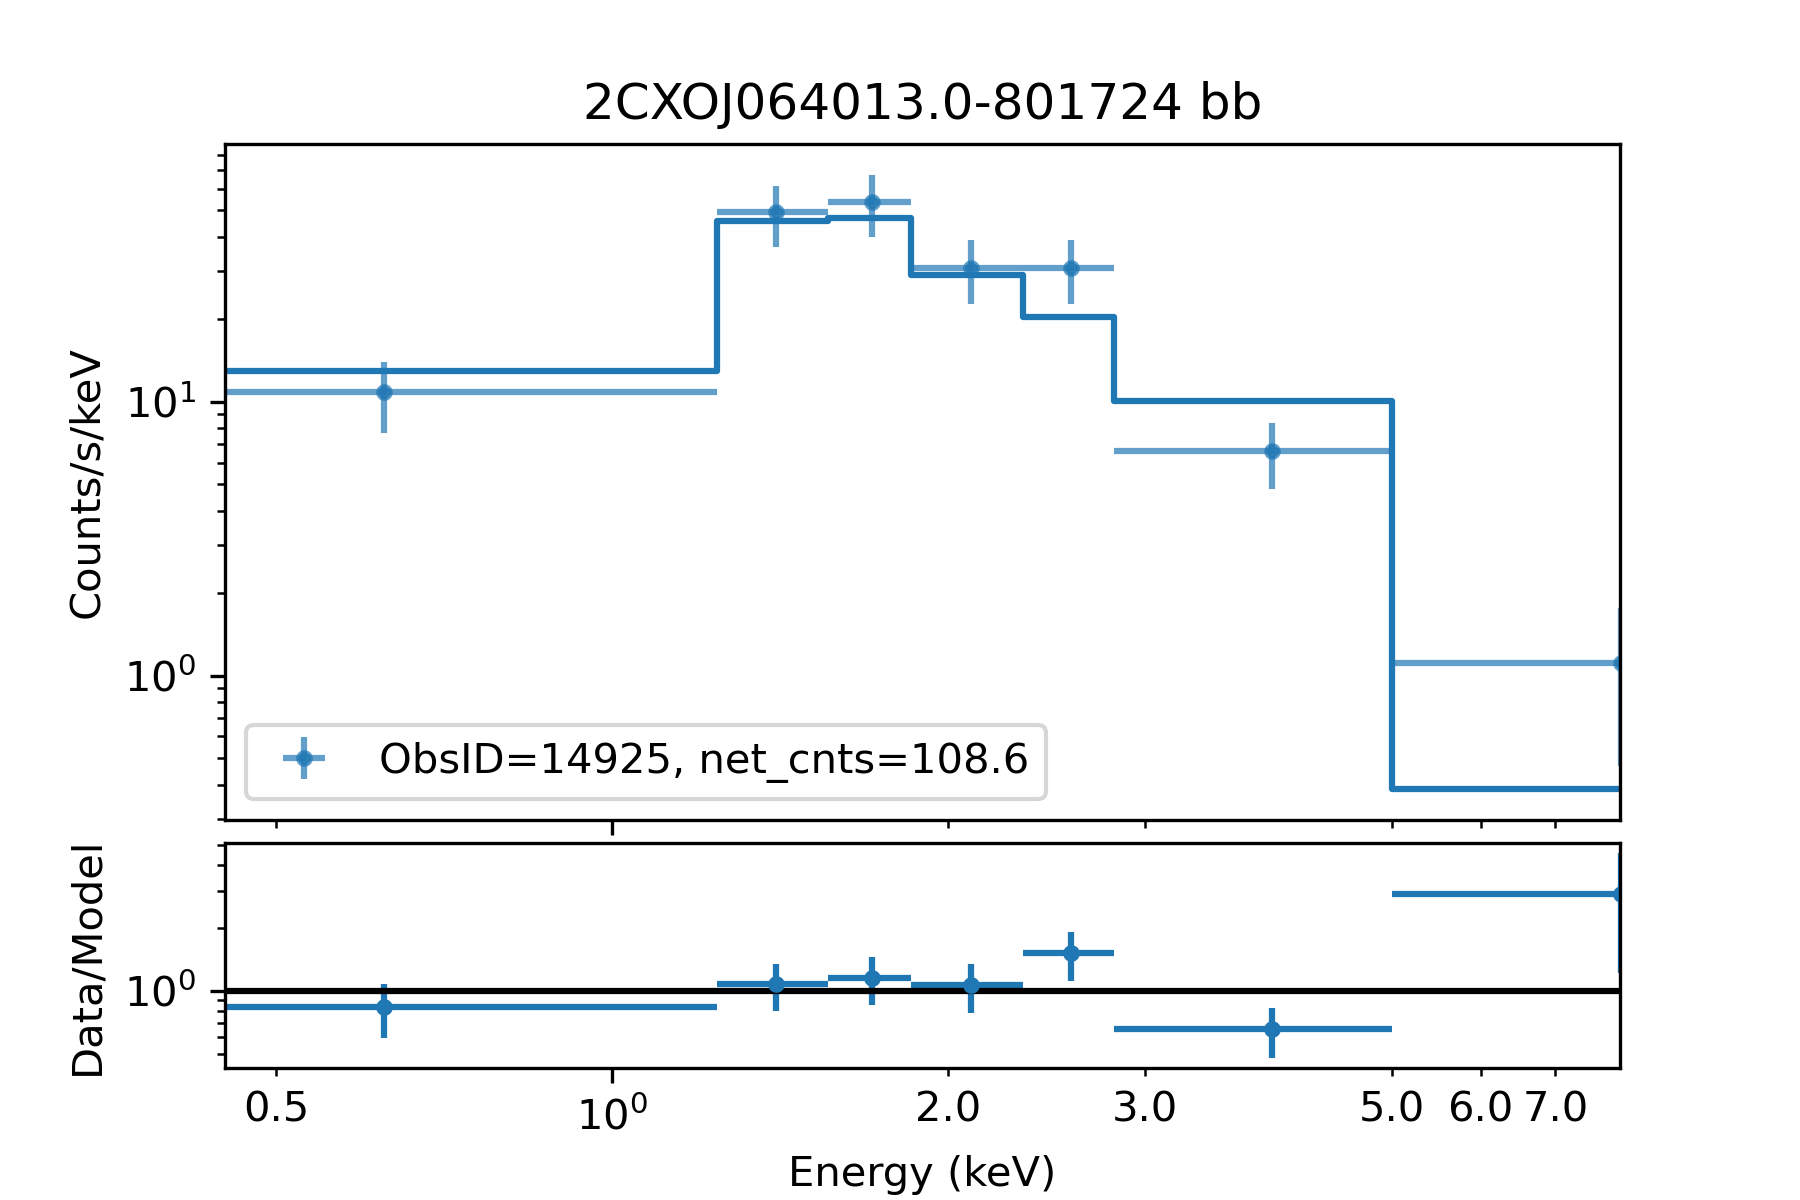 2CXOJ064013.0-801724 bb
Counts/s/keV
10¹
10⁰
ObsID=14925, net_cnts=108.6
Data/Model
10⁰
0.5 10⁰ 2.0 3.0 5.0 6.0 7.0
Energy (keV)